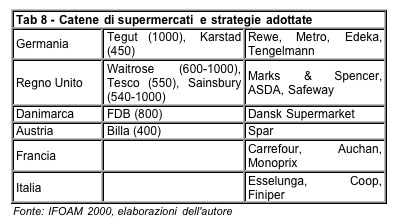 Tab 8 - Catene di supermercati e strategie adottate
Germania Tegut (1000), Karstad (450) Rewe, Metro, Edeka, Tengelmann
Regno Unito Waitrose (600-1000), Tesco (550), Sainsbury (540-1000) Marks & Spencer, ASDA, Safeway
Danimarca FDB (800) Dansk Supermarket
Austria Billa (400) Spar
Francia Carrefour, Auchan, Monoprix
Italia Esselunga, Coop, Finiper
Fonte: IFOAM 2000, elaborazioni dell'autore